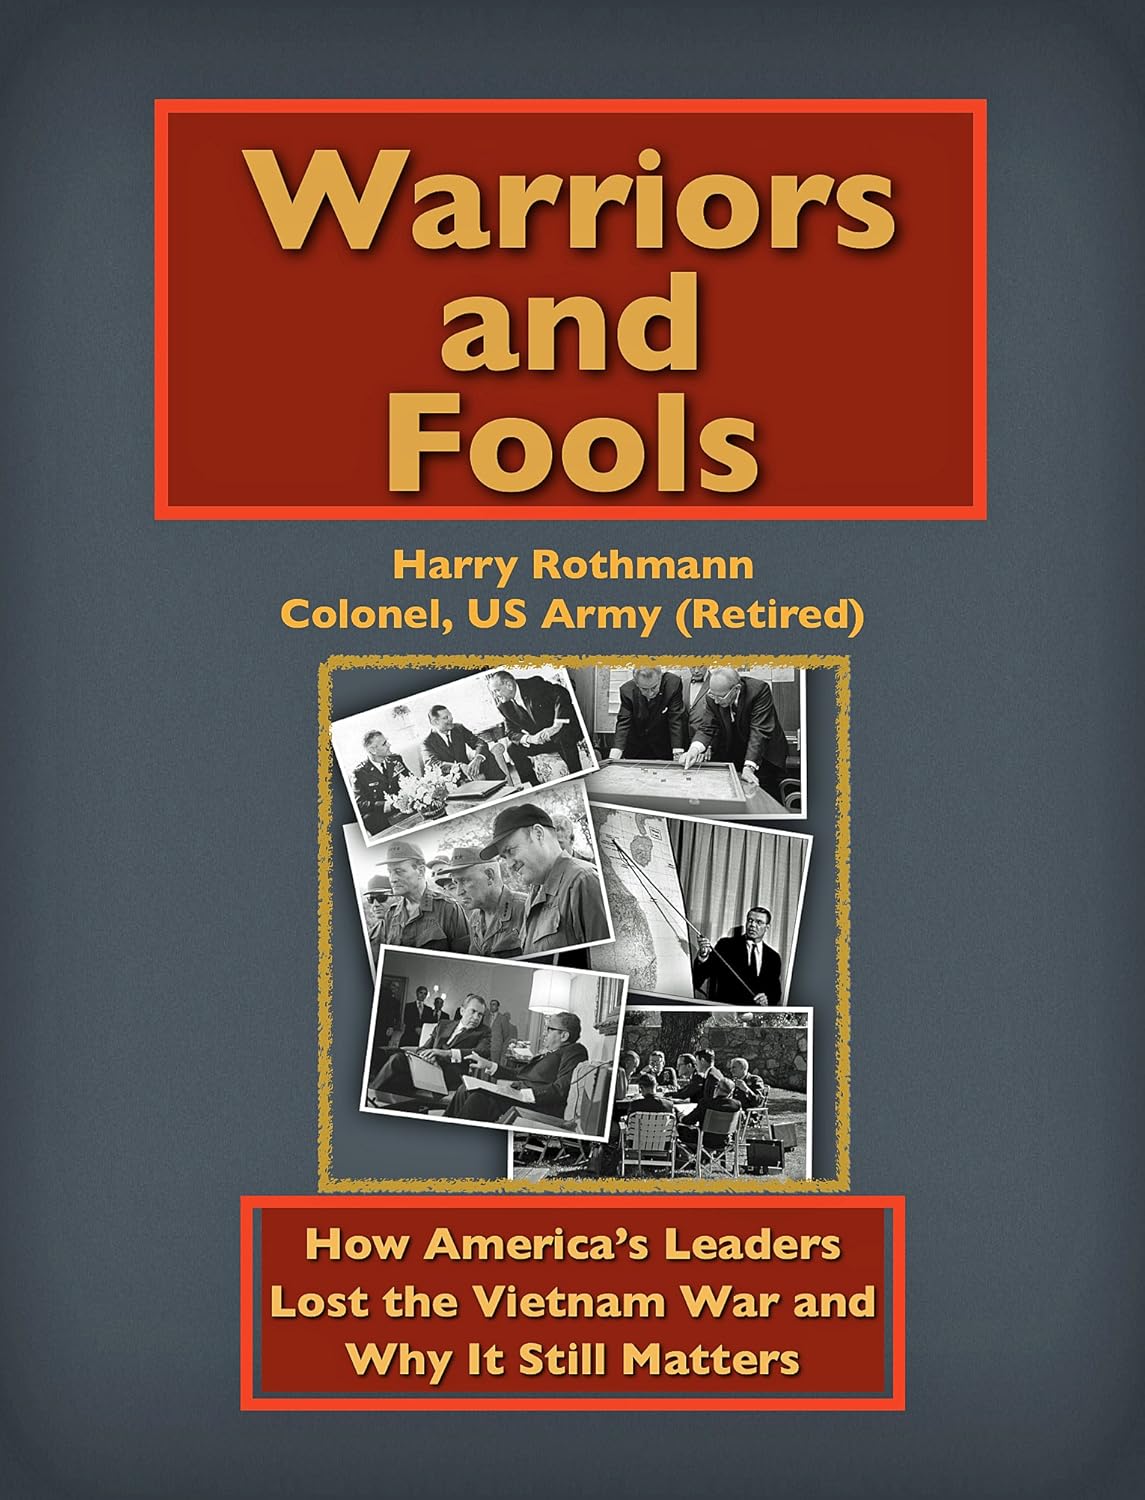 Warriors
and
Fools
Harry Rothmann
Colonel, US Army (Retired)
How America’s Leaders
Lost the Vietnam War and
Why It Still Matters